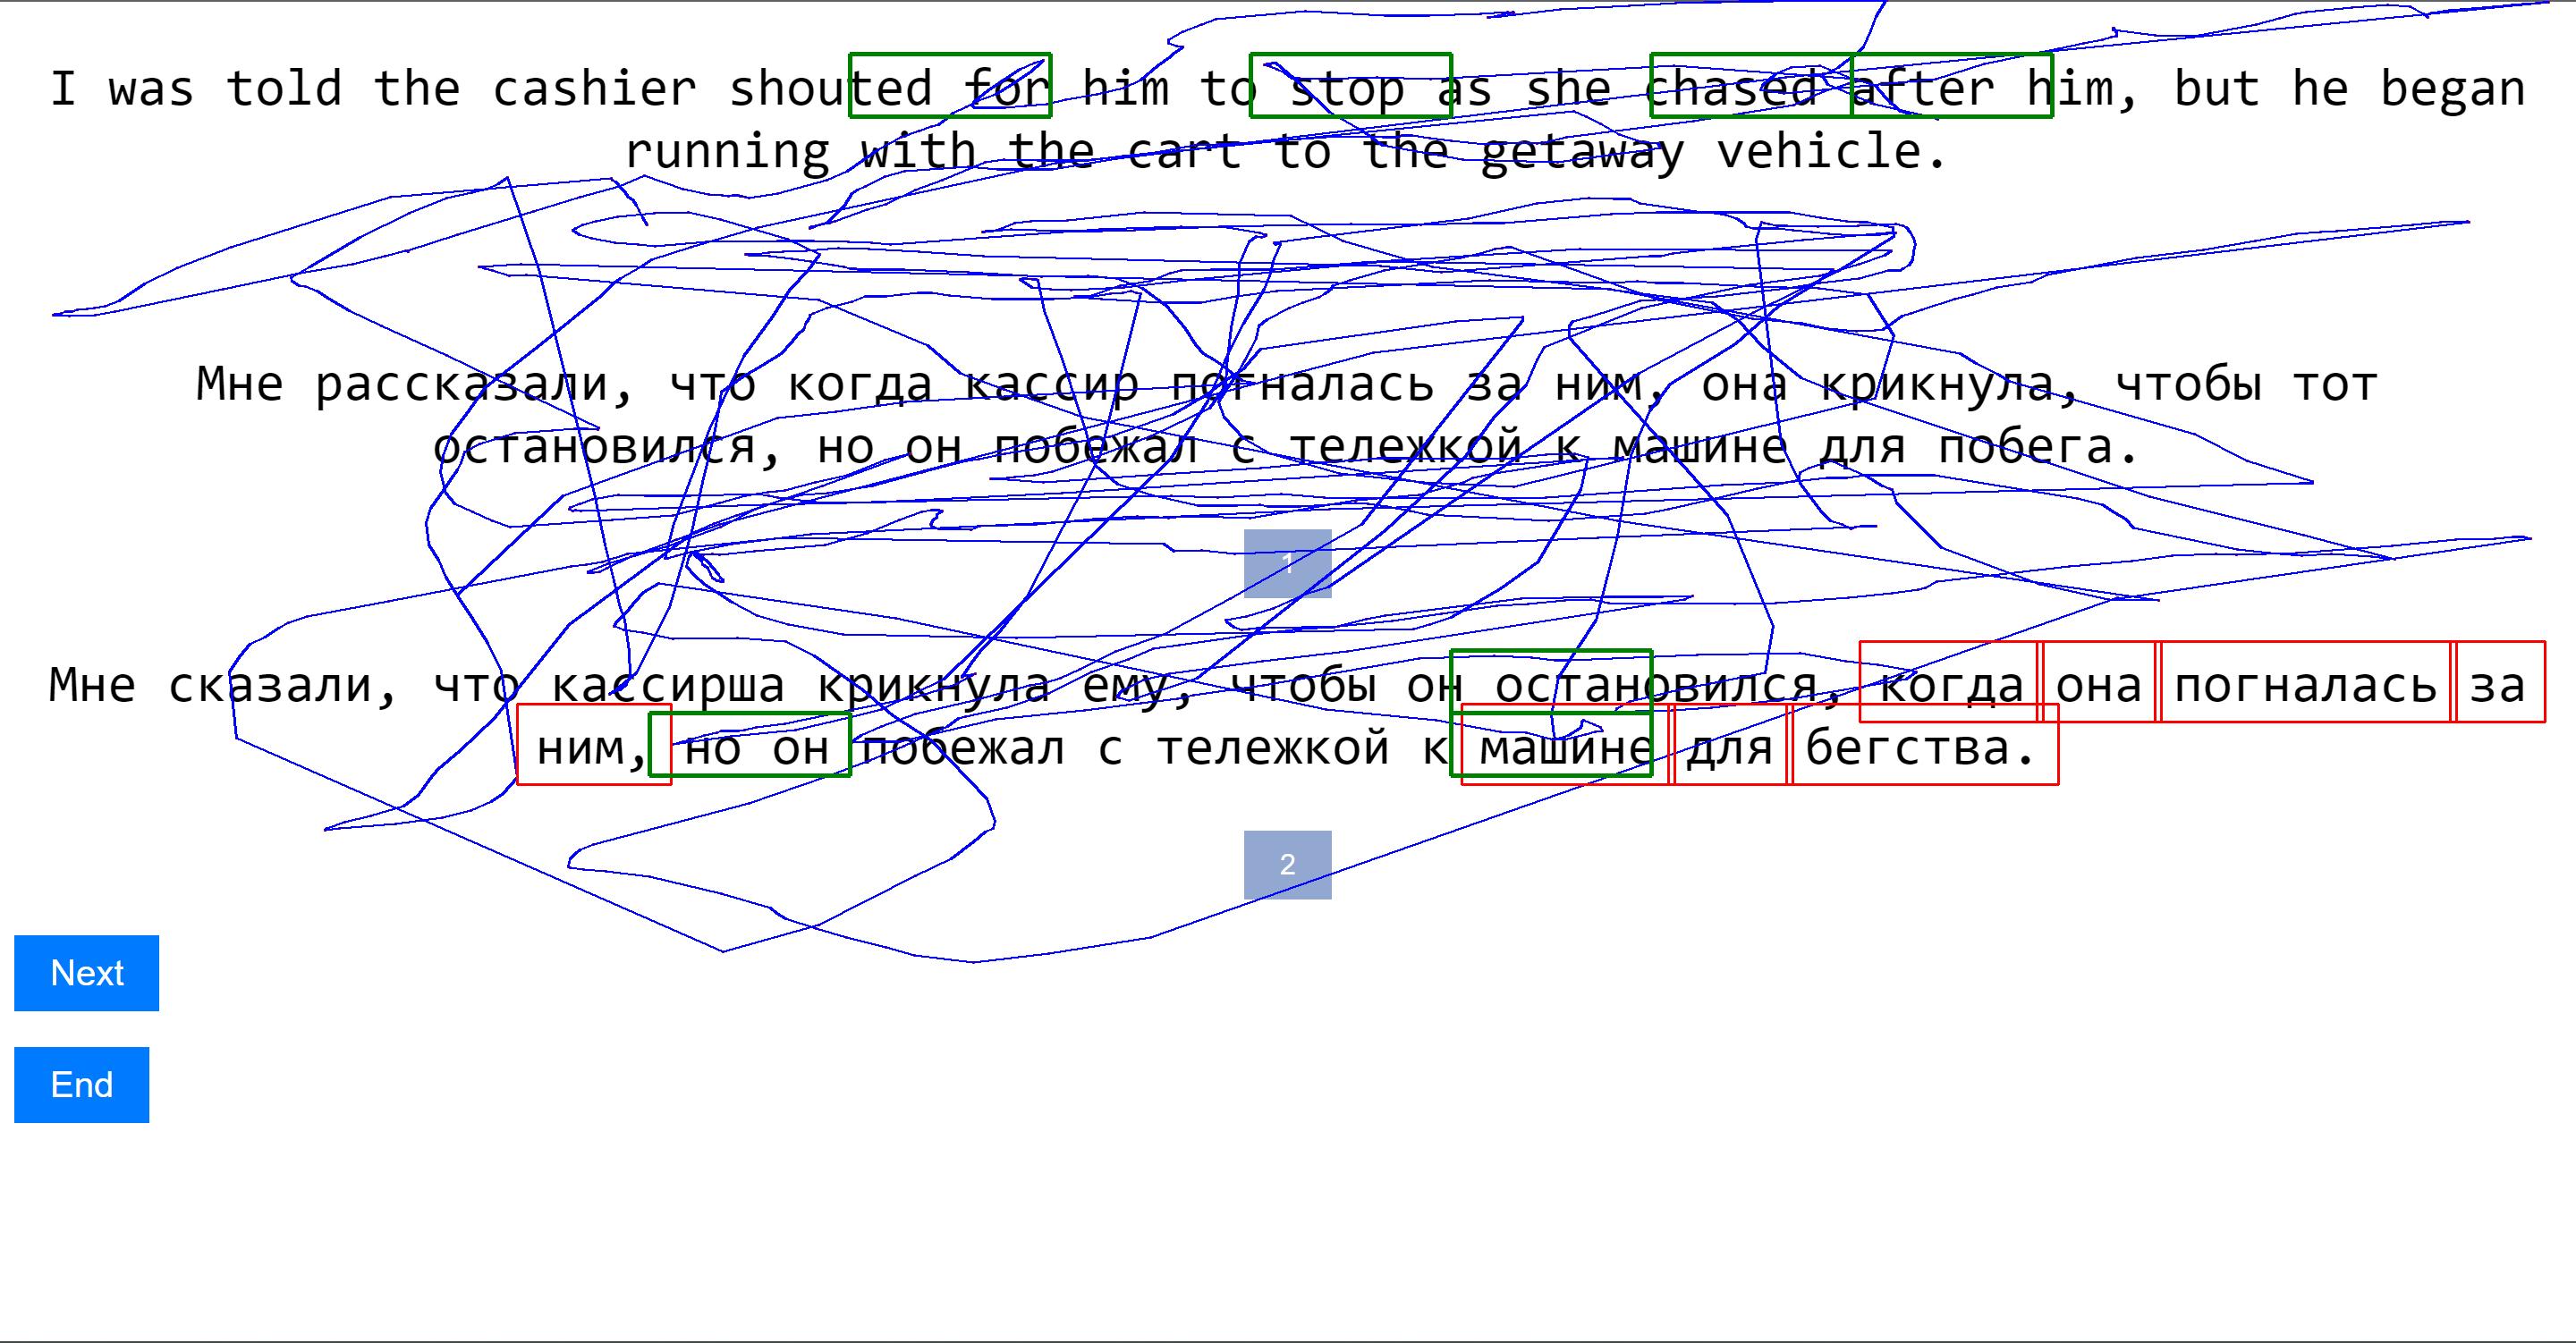 I was told the cashier shouted for him to stop as she chased after him, but he began
running with the cart to the getaway vehicle.
Мне рассказали, что когда кассир погналась за ним, она крикнула, чтобы тот
остановился, но он побежал с тележкой к машине для побега.
1
Мне сказали, что кассирша крикнула ему, чтобы он остановился, когда она погналась за
ним, но он побежал с тележкой к машине для бегства.
2
Next
End